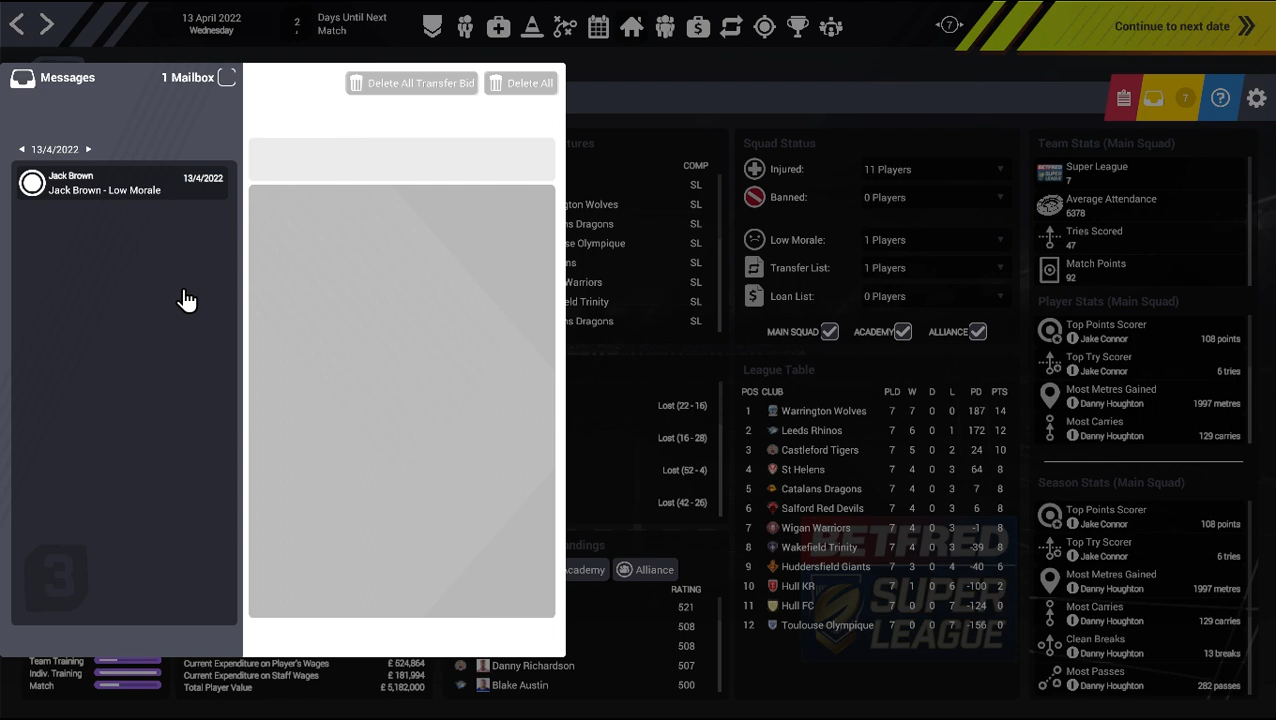 13 April 2022
Wednesday
2
Days Until Next
Match
7
Continue to next date
Messages
1 Mailbox
Delete All Transfer Bid
Delete All
7
13/4/2022
Jack Brown
13/4/2022
Jack Brown - Low Morale
tures
COMP
SL
gton Wolves SL
s Dragons SL
se Olympique SL
ms SL
Warriors SL
eld Trinity SL
ns Dragons SL
Lost (22 - 16)
Lost (16 - 28)
Lost (52 - 4)
Lost (42 - 26)
ndings
cademy
Alliance
RATING
521
508
508
Danny Richardson 507
Blake Austin 500
Squad Status
Injured: 11 Players
Banned: 0 Players
Low Morale: 1 Players
Transfer List: 1 Players
Loan List: 0 Players
MAIN SQUAD
ACADEMY
ALLIANCE
League Table
POS CLUB PLD W D L PD PTS
1 Warrington Wolves 7 7 0 0 187 14
2 Leeds Rhinos 7 6 0 1 172 12
3 Castleford Tigers 7 5 0 2 24 10
4 St Helens 7 4 0 3 64 8
5 Catalans Dragons 7 4 0 3 7 8
6 Salford Red Devils 7 4 0 3 6 8
7 Wigan Warriors 7 4 0 3 -1 8
8 Wakefield Trinity 7 4 0 3 -39 8
9 Huddersfield Giants 7 3 0 4 -40 6
10 Hull KR 7 1 0 6 -100 2
11 Hull FC 7 0 0 7 -124 0
12 Toulouse Olympique 7 0 0 7 -156 0
BETFRED
SUPER
LEAGUE
Team Stats (Main Squad)
BETFRED
SUPER
LEAGUE
Super League
7
Average Attendance
6378
Tries Scored
47
Match Points
92
Player Stats (Main Squad)
Top Points Scorer
Jake Connor 108 points
Top Try Scorer
Jake Connor 6 tries
Most Metres Gained
Danny Houghton 1997 metres
Most Carries
Danny Houghton 129 carries
Season Stats (Main Squad)
Top Points Scorer
Jake Connor 108 points
Top Try Scorer
Jake Connor 6 tries
Most Metres Gained
Danny Houghton 1997 metres
Most Carries
Danny Houghton 129 carries
Clean Breaks
Danny Houghton 13 breaks
Most Passes
Danny Houghton 282 passes
Team Training
Indiv. Training
Match
Current Expenditure on Player's Wages £ 524,864
Current Expenditure on Staff Wages £ 181,994
Total Player Value £ 5,182,000
3